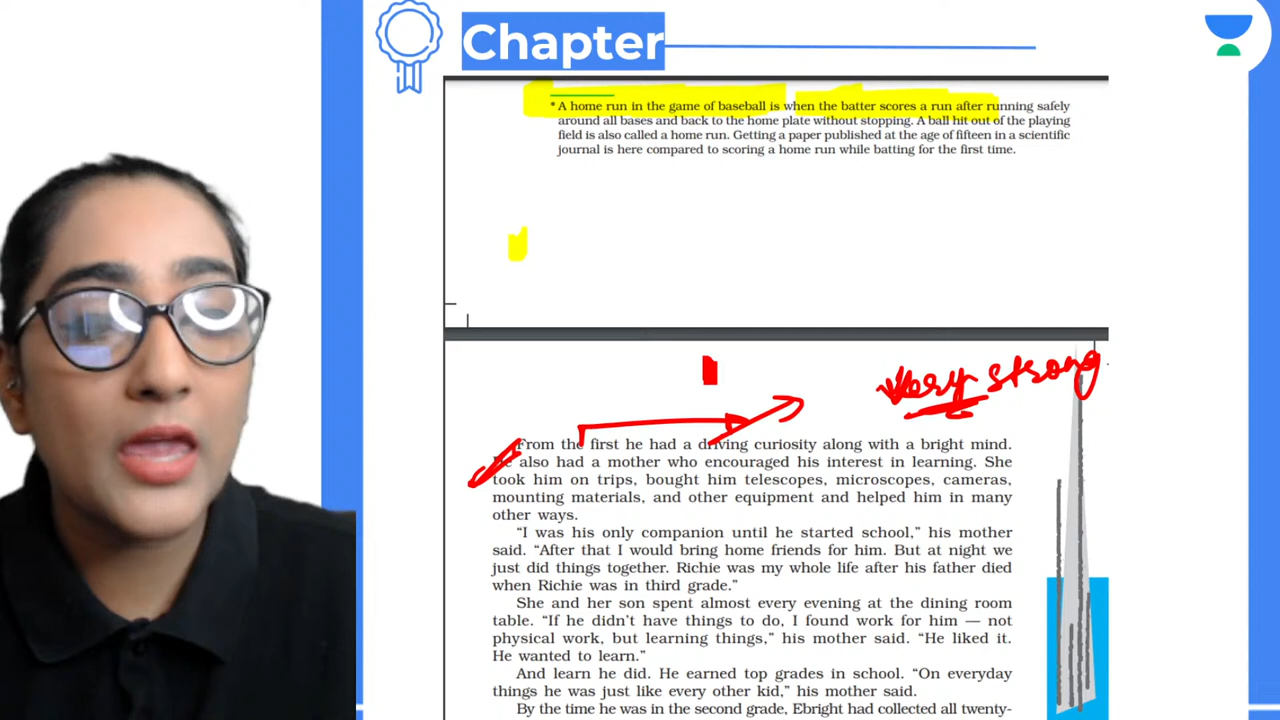 Chapter
* A home run in the game of baseball is when the batter scores a run after running safely
around all bases and back to the home plate without stopping. A ball hit out of the playing
field is also called a home run. Getting a paper published at the age of fifteen in a scientific
journal is here compared to scoring a home run while batting for the first time.
Very strong
From the first he had a driving curiosity along with a bright mind.
He also had a mother who encouraged his interest in learning. She
took him on trips, bought him telescopes, microscopes, cameras,
mounting materials, and other equipment and helped him in many
other ways.
“I was his only companion until he started school,” his mother
said. “After that I would bring home friends for him. But at night we
just did things together. Richie was my whole life after his father died
when Richie was in third grade.”
She and her son spent almost every evening at the dining room
table. “If he didn’t have things to do, I found work for him — not
physical work, but learning things,” his mother said. “He liked it.
He wanted to learn.”
And learn he did. He earned top grades in school. “On everyday
things he was just like every other kid,” his mother said.
By the time he was in the second grade, Ebright had collected all twenty-